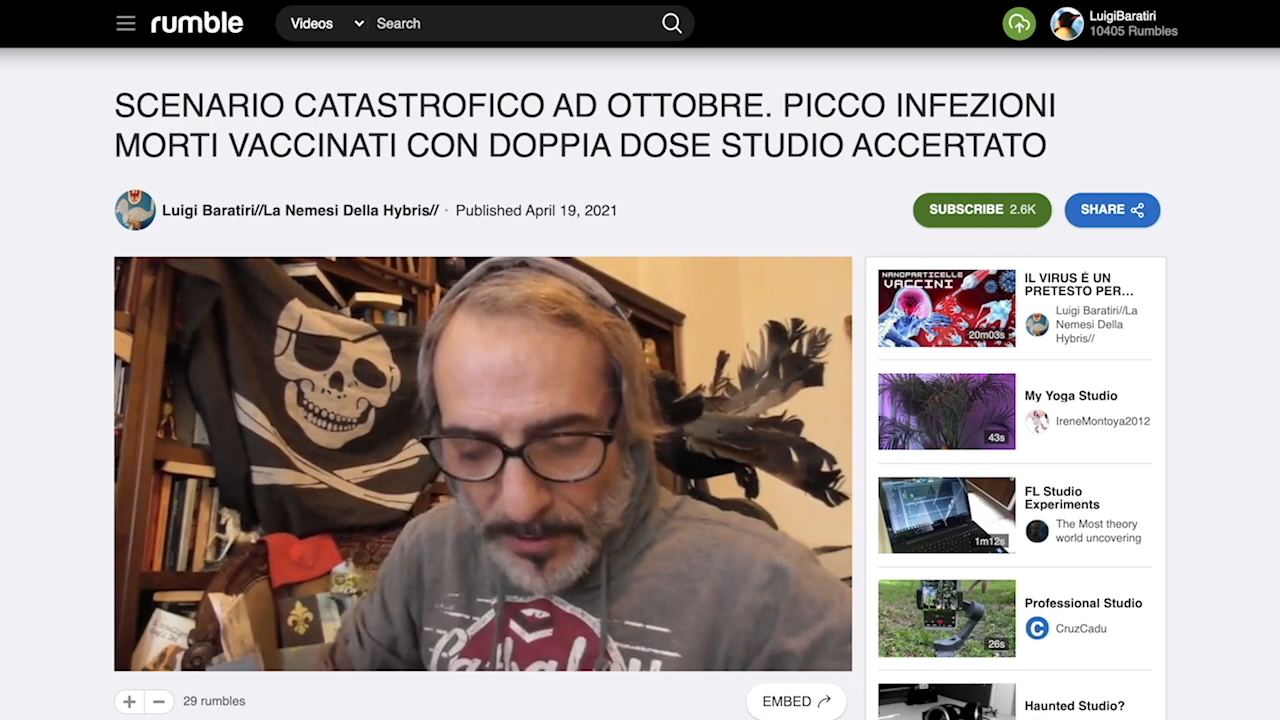 rumble
Videos
Search
LuigiBaratiri
10405 Rumbles
SCENARIO CATASTROFICO AD OTTOBRE. PICCO INFEZIONI
MORTI VACCINATI CON DOPPIA DOSE STUDIO ACCERTATO
Luigi Baratiri//La Nemesi Della Hybris// · Published April 19, 2021
SUBSCRIBE 2.6K
SHARE
NANOPARTICELLE
VACCINI
20m03s
IL VIRUS È UN
PRETESTO PER...
Luigi Baratiri//La
Nemesi Della
Hybris//
My Yoga Studio
IreneMontoya2012
43s
FL Studio
Experiments
The Most theory
world uncovering
1m12s
Professional Studio
CruzCadu
26s
Haunted Studio?
29 rumbles
EMBED